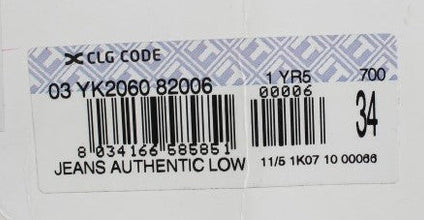 CLG CODE
03 YK2060 82006 1 YR5 700
00006
34
8 034166 585851
JEANS AUTHENTIC LOW 11/5 1K07 10 00066